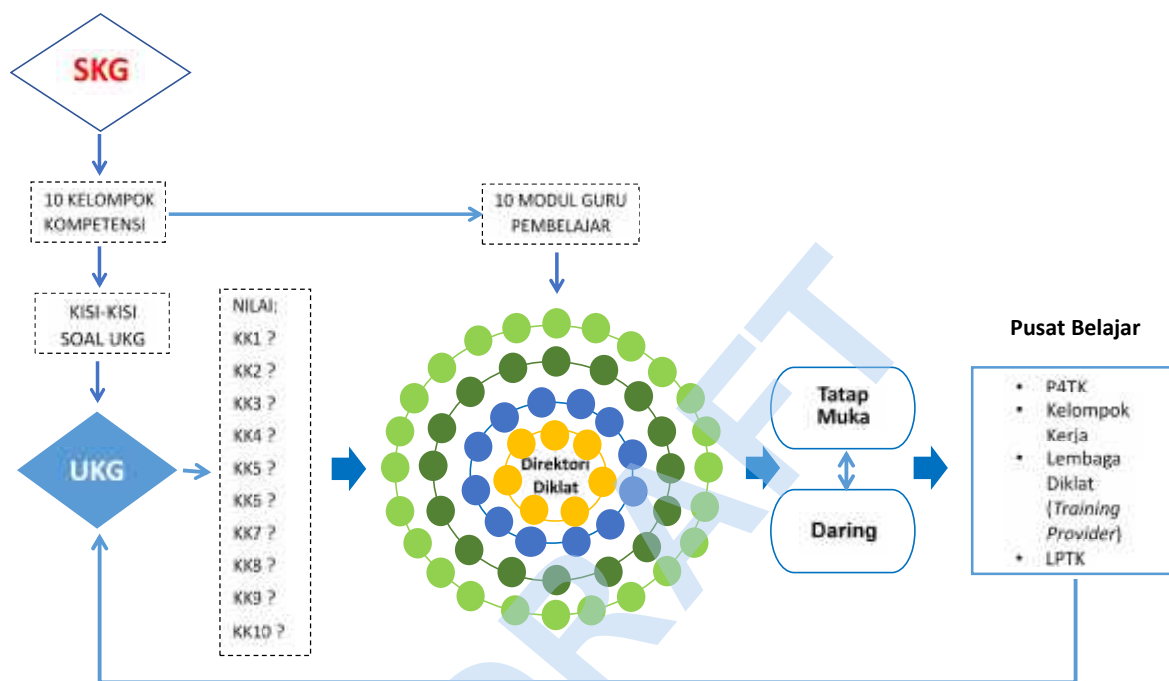 SKG
10 KELOMPOK
KOMPETENSI
10 MODUL GURU
PEMBELAJAR
KISI-KISI
SOAL UKG
UKG
NILAI:
KK1 ?
KK2 ?
KK3 ?
KK4 ?
KK5 ?
KK5 ?
KK7 ?
KK8 ?
KK9 ?
KK10 ?
Direktori
Diklat
Tatap
Muka
Daring
Pusat Belajar
• P4TK
• Kelompok
Kerja
• Lembaga
Diklat
(Training
Provider)
• LPTK
DRAFT